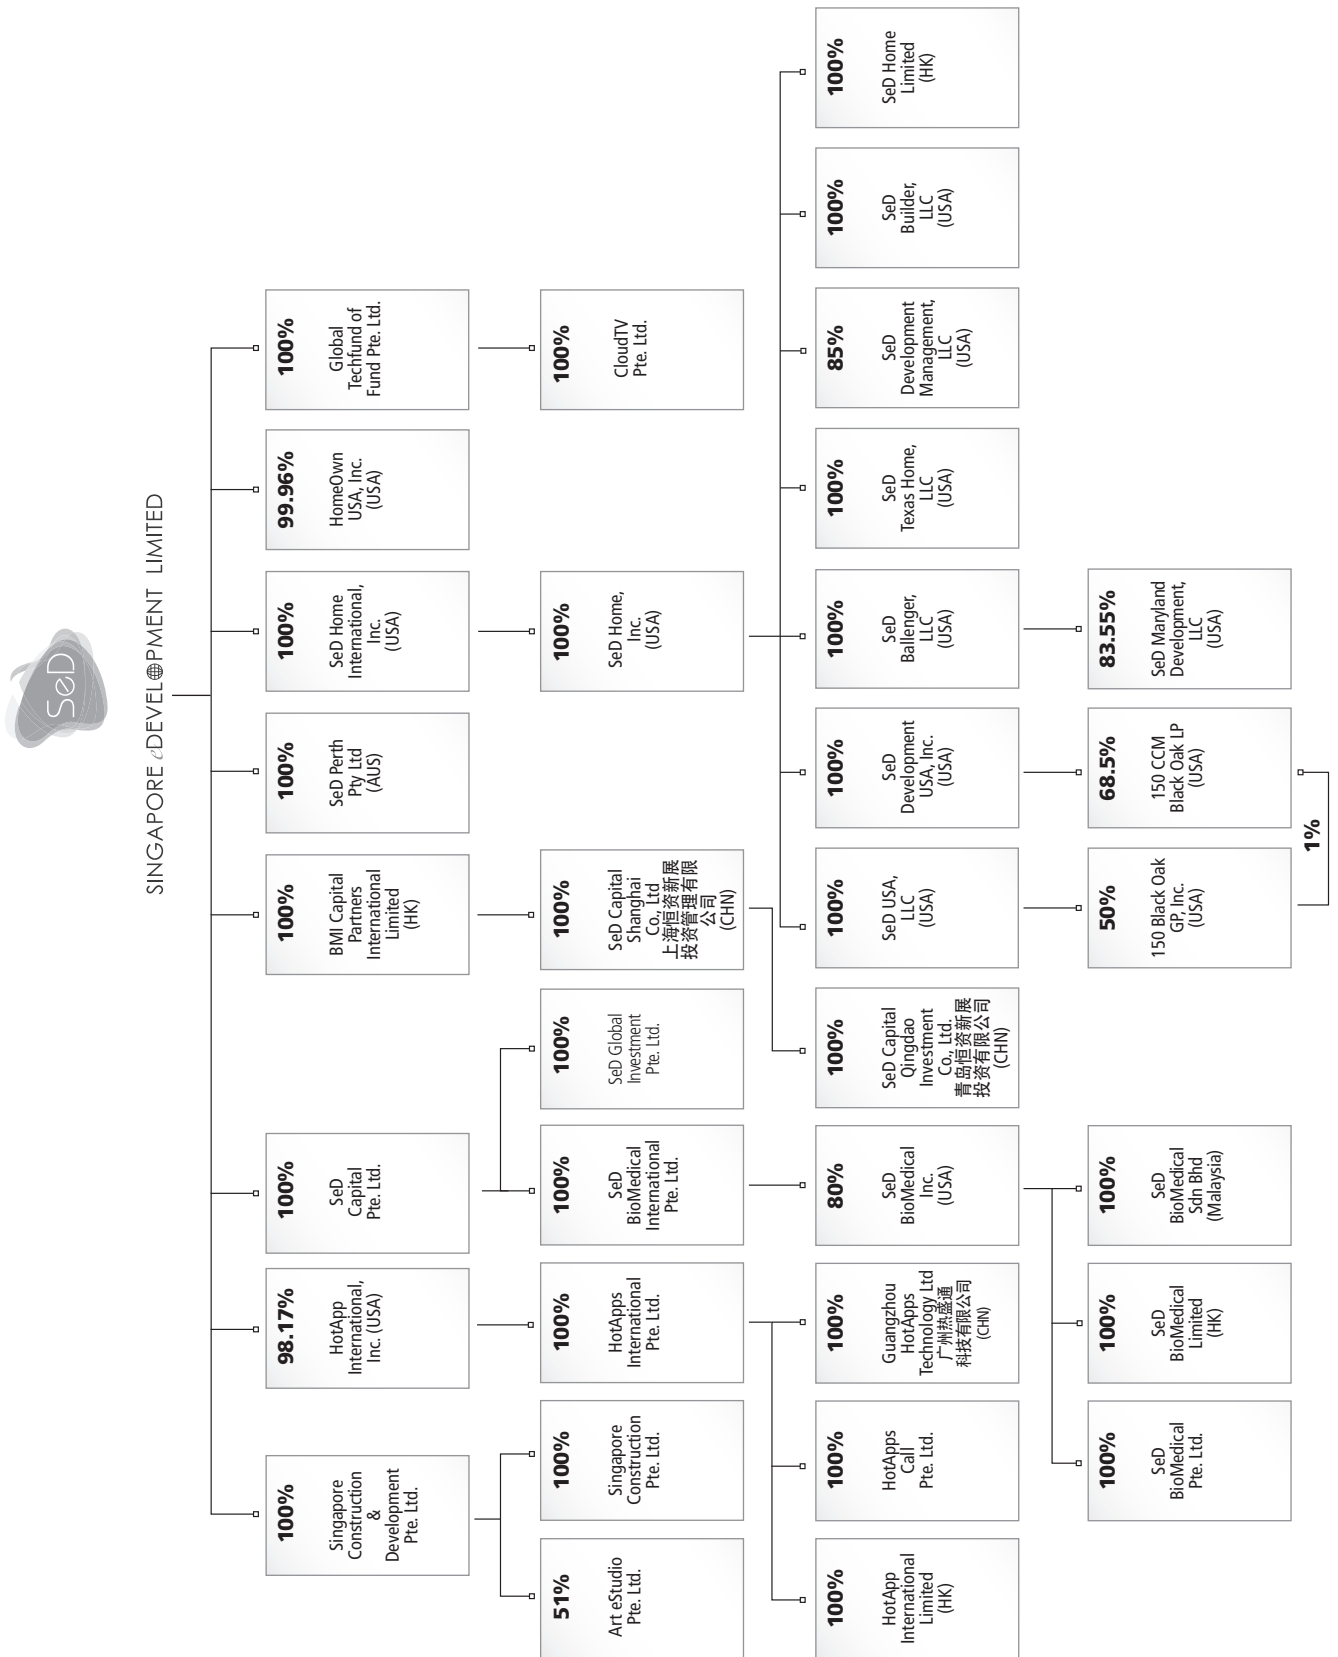 SeD
SINGAPORE eDEVELOPMENT LIMITED
100%
Singapore
Construction
&
Development
Pte. Ltd.
98.17%
HotApp
International,
Inc. (USA)
100%
SeD
Capital
Pte. Ltd.
100%
BMI Capital
Partners
International
Limited
(HK)
100%
SeD Perth
Pty Ltd
(AUS)
100%
SeD Home
International,
Inc.
(USA)
99.96%
HomeOwn
USA, Inc.
(USA)
100%
Global
Techfund of
Fund Pte. Ltd.
51%
Art eStudio
Pte. Ltd.
100%
Singapore
Construction
Pte. Ltd.
100%
HotApps
International
Pte. Ltd.
100%
SeD
BioMedical
International
Pte. Ltd.
100%
SeD Global
Investment
Pte. Ltd.
100%
SeD Capital
Shanghai
Co., Ltd
上海恒资新展
投资管理有限
公司
(CHN)
100%
SeD Home,
Inc.
(USA)
100%
CloudTV
Pte. Ltd.
100%
HotApp
International
Limited
(HK)
100%
HotApps
Call
Pte. Ltd.
100%
Guangzhou
HotApps
Technology Ltd
广州热盛通
科技有限公司
(CHN)
80%
SeD
BioMedical
Inc.
(USA)
100%
SeD Capital
Qingdao
Investment
Co., Ltd.
青岛恒资新展
投资有限公司
(CHN)
100%
SeD USA,
LLC
(USA)
100%
SeD
Development
USA, Inc.
(USA)
100%
SeD
Ballenger,
LLC
(USA)
100%
SeD
Texas Home,
LLC
(USA)
85%
SeD
Development
Management,
LLC
(USA)
100%
SeD
Builder,
LLC
(USA)
100%
SeD Home
Limited
(HK)
100%
SeD
BioMedical
Pte. Ltd.
100%
SeD
BioMedical
Limited
(HK)
100%
SeD
BioMedical
Sdn Bhd
(Malaysia)
50%
150 Black Oak
GP, Inc.
(USA)
68.5%
150 CCM
Black Oak LP
(USA)
83.55%
SeD Maryland
Development,
LLC
(USA)
1%